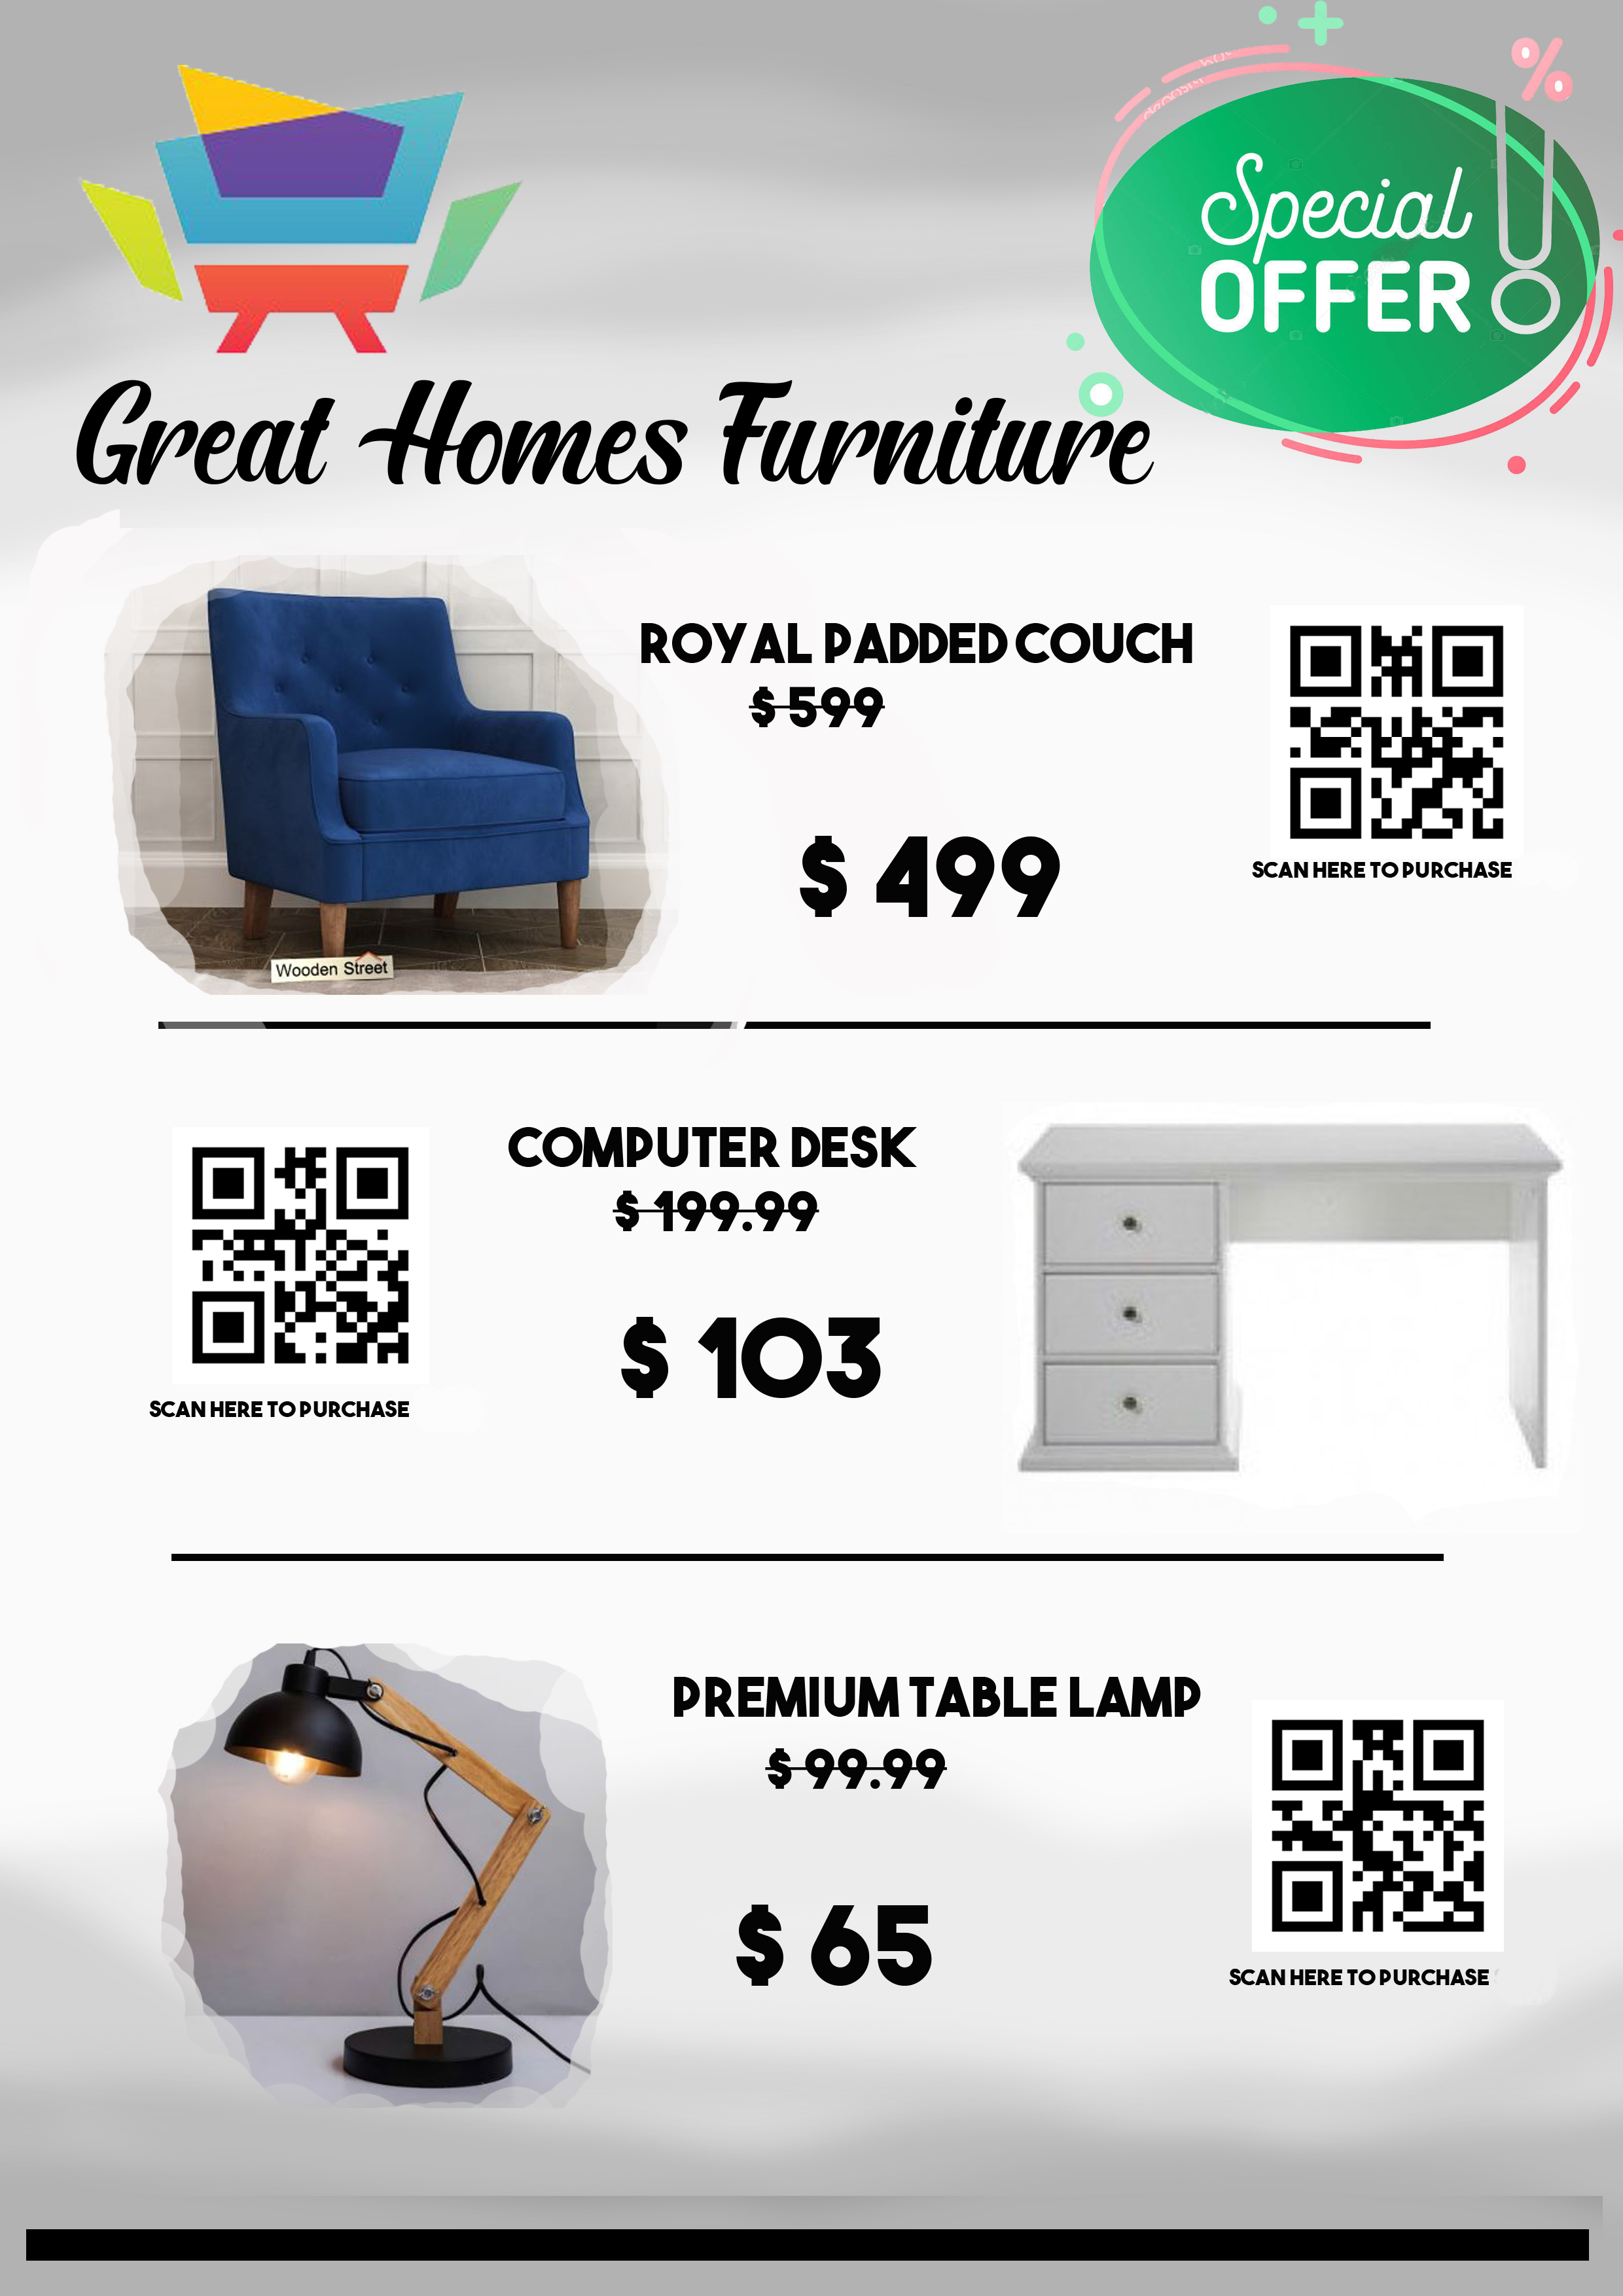 %
Special
OFFER!
Great Homes Furniture
ROYAL PADDED COUCH
$ 599
$ 499
SCAN HERE TO PURCHASE
Wooden Street
COMPUTER DESK
$ 199.99
$ 103
SCAN HERE TO PURCHASE
PREMIUM TABLE LAMP
$ 99.99
$ 65
SCAN HERE TO PURCHASE